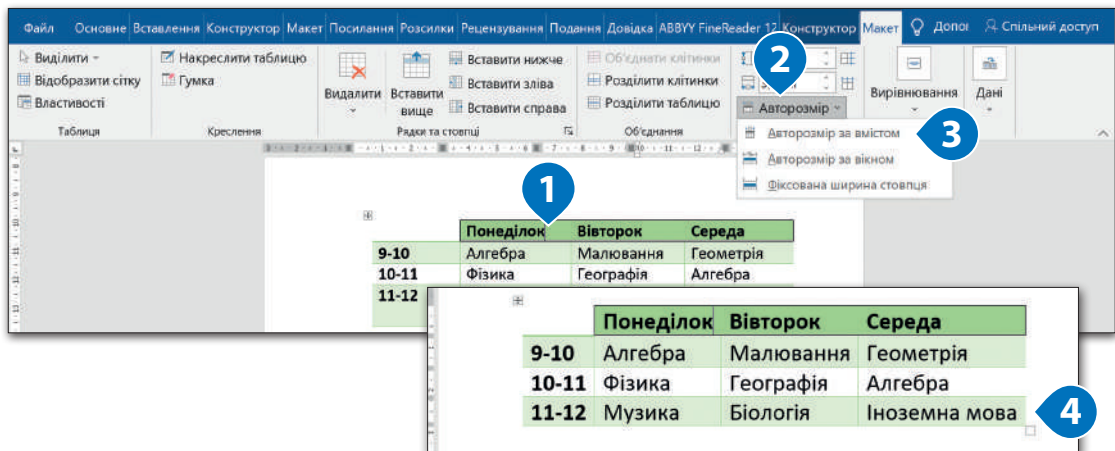 Файл Основне Вставлення Конструктор Макет Посилання Розсилки Рецензування Подання Довідка ABBYY FineReader 12 Конструктор Макет Допог Спільний доступ
Виділити Накреслити таблицю Вставити нижче Об'єднати клітинки
Відобразити сітку Гумка Видалити Вставити вище Вставити зліва Розділити клітинки Вирівнювання Дані
Властивості Вставити справа Розділити таблицю Авторозмір
Таблиця Креслення Рядки та стовпці Об'єднання
2
Авторозмір за вмістом
3
Авторозмір за вікном
Фіксована ширина стовпця
1
Понеділок Вівторок Середа
9-10 Алгебра Малювання Геометрія
10-11 Фізика Географія Алгебра
11-12
Понеділок Вівторок Середа
9-10 Алгебра Малювання Геометрія
10-11 Фізика Географія Алгебра
11-12 Музика Біологія Іноземна мова
4